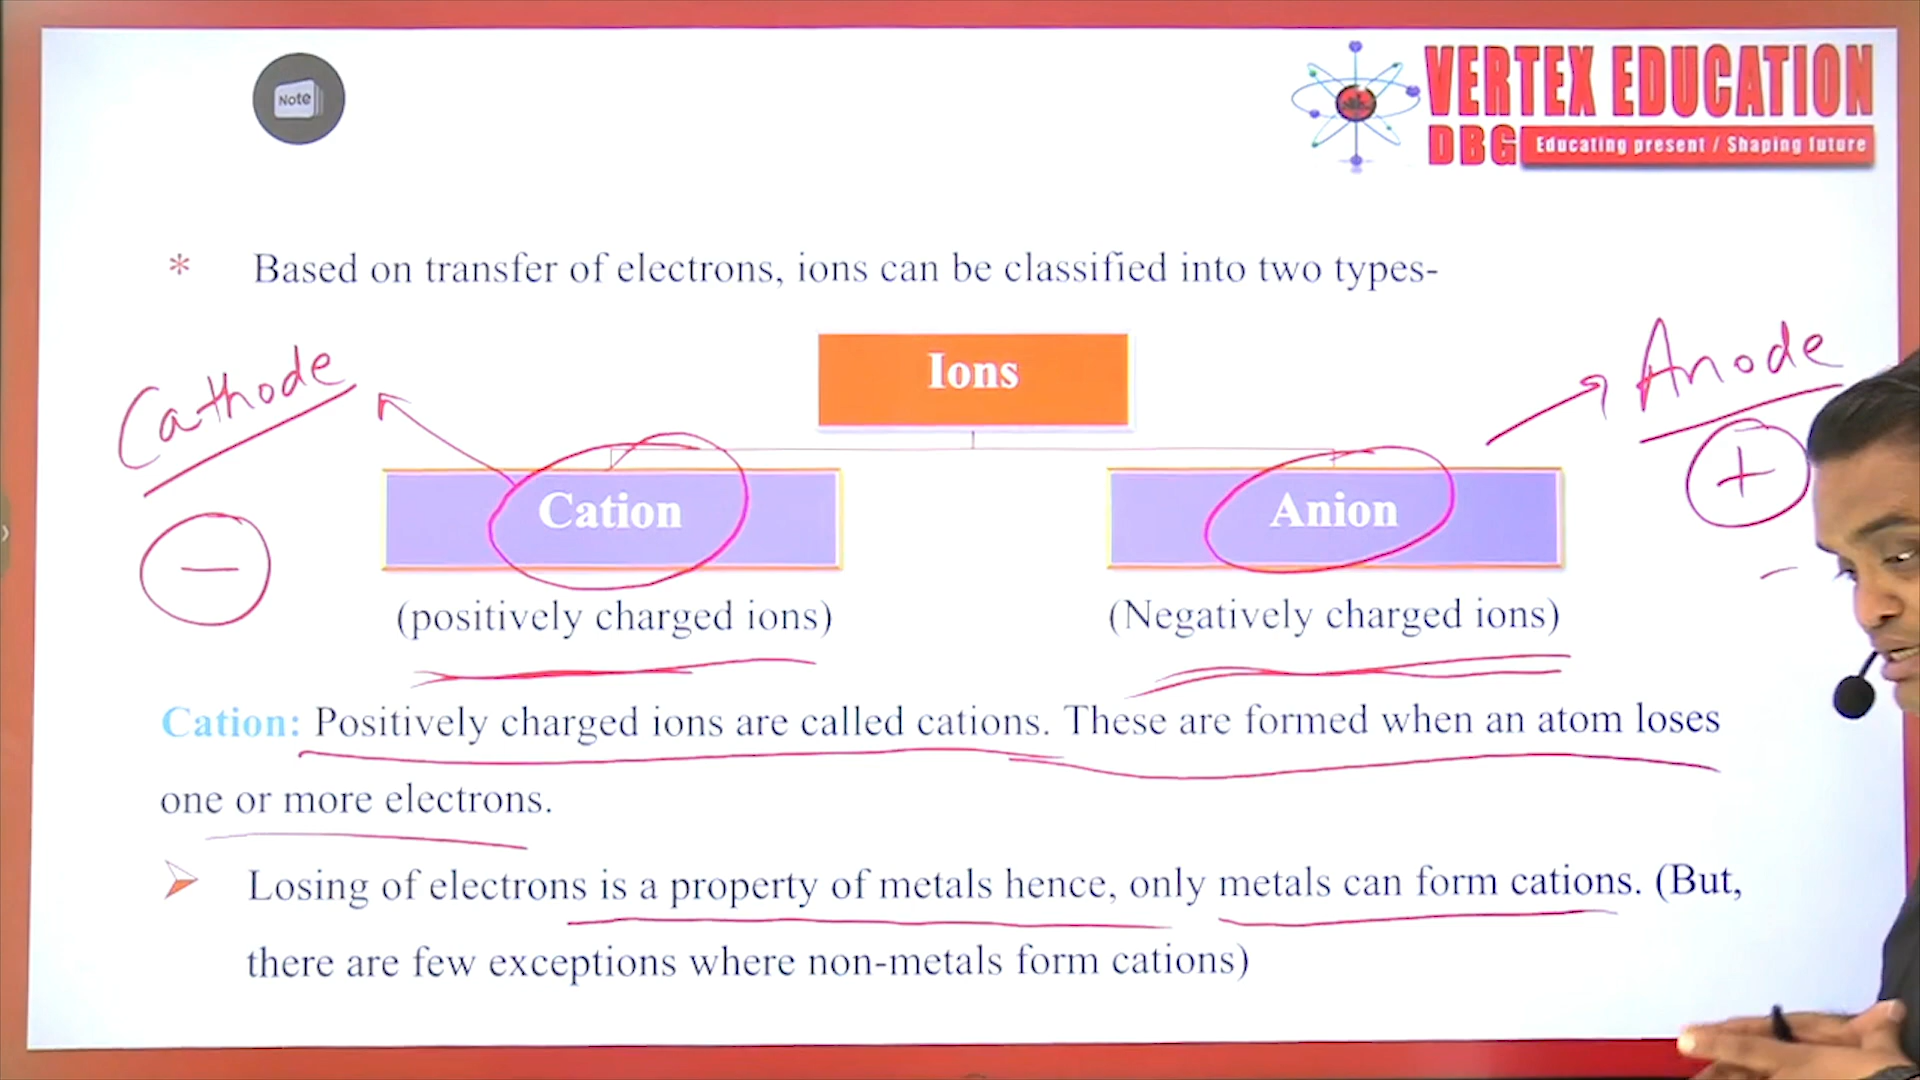 Note
VERTEX EDUCATION
DBG Educating present / Shaping future
* Based on transfer of electrons, ions can be classified into two types-
Ions
Cathode
Anode
+
Cation
Anion
−
−
(positively charged ions)
(Negatively charged ions)
Cation: Positively charged ions are called cations. These are formed when an atom loses
one or more electrons.
Losing of electrons is a property of metals hence, only metals can form cations. (But,
there are few exceptions where non-metals form cations)